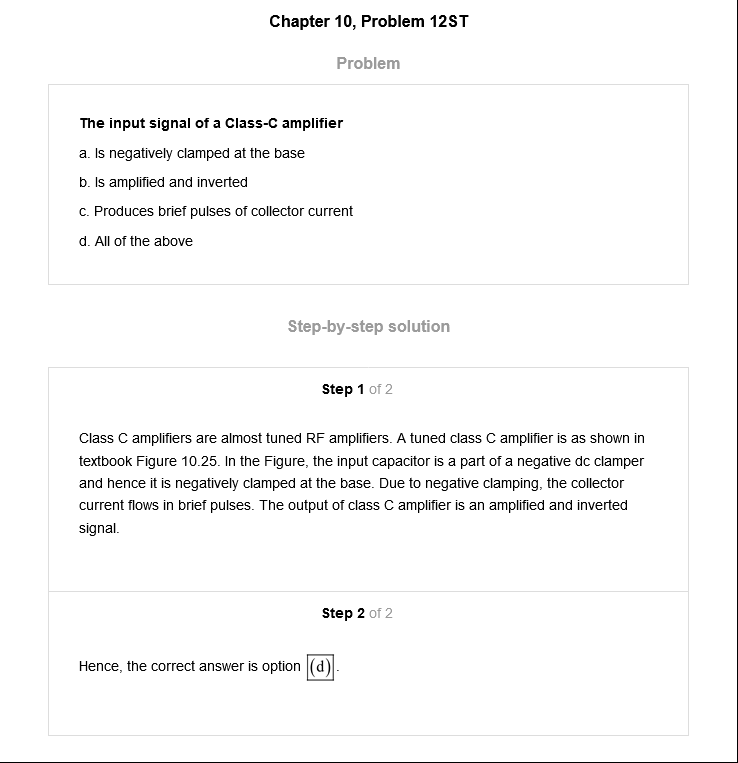 Chapter 10, Problem 12ST
Problem
The input signal of a Class-C amplifier
a. Is negatively clamped at the base
b. Is amplified and inverted
c. Produces brief pulses of collector current
d. All of the above
Step-by-step solution
Step 1 of 2
Class C amplifiers are almost tuned RF amplifiers. A tuned class C amplifier is as shown in
textbook Figure 10.25. In the Figure, the input capacitor is a part of a negative dc clamper
and hence it is negatively clamped at the base. Due to negative clamping, the collector
current flows in brief pulses. The output of class C amplifier is an amplified and inverted
signal.
Step 2 of 2
Hence, the correct answer is option (d).